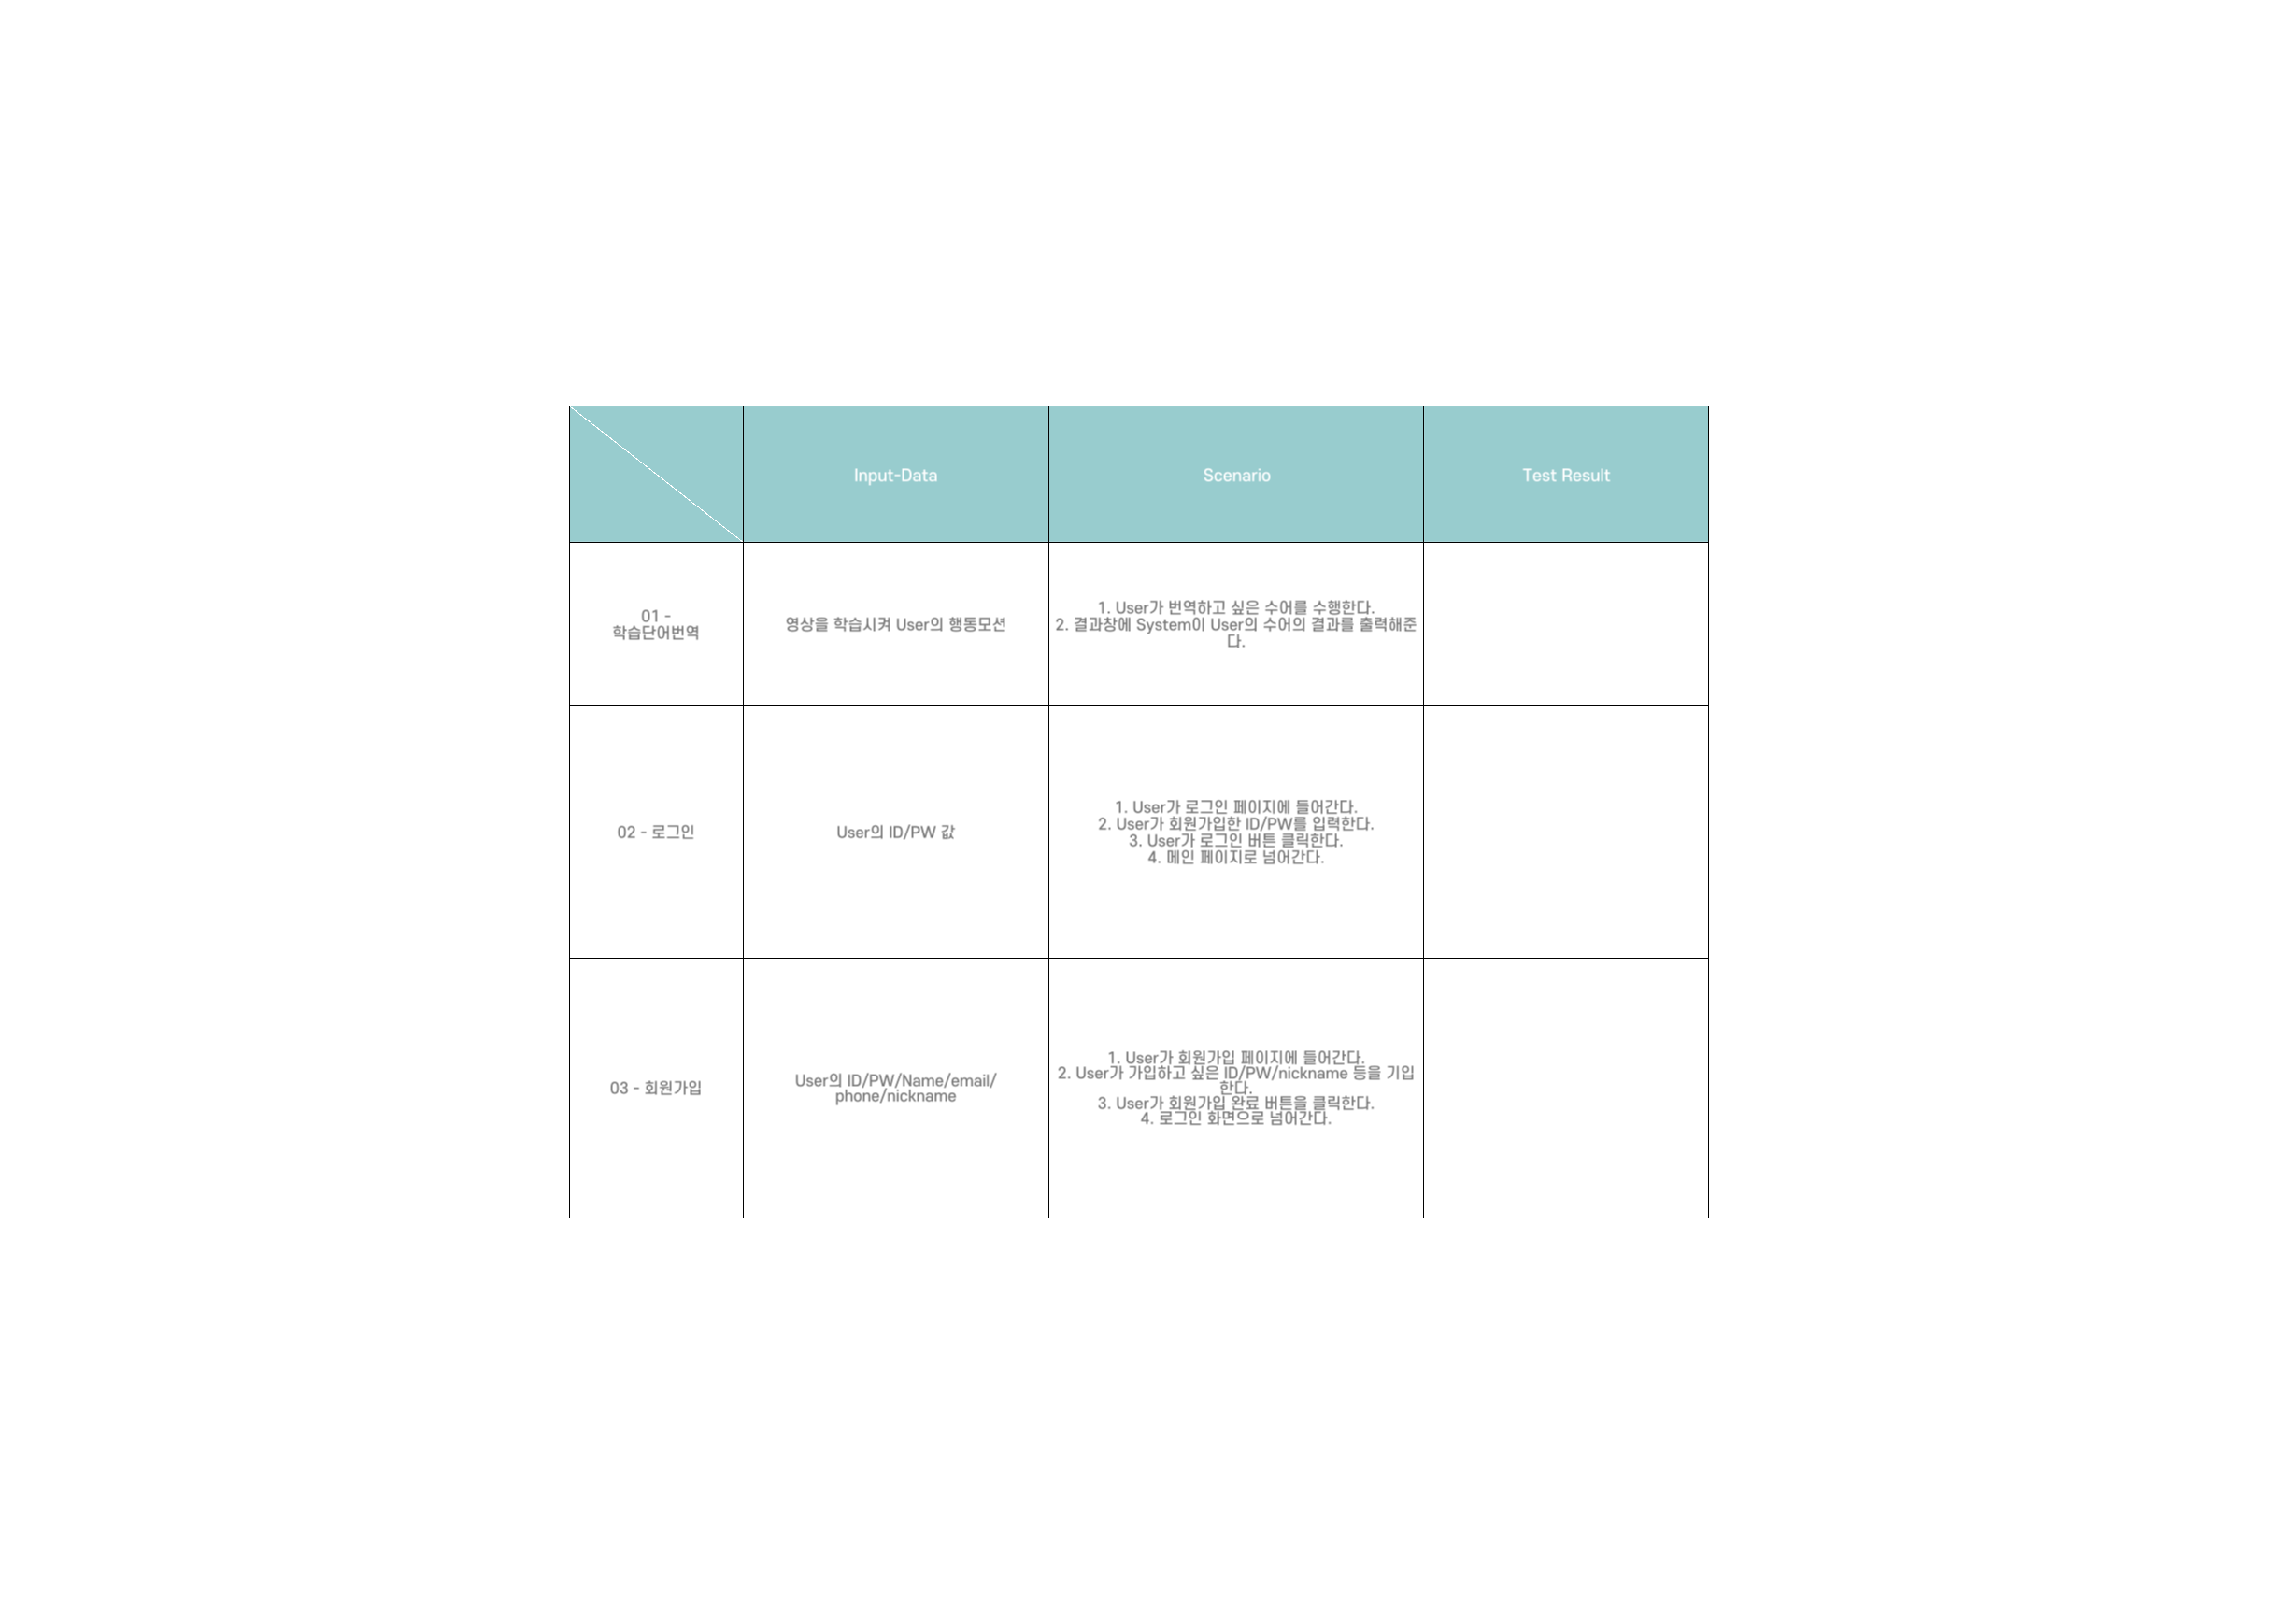 Input-Data
Scenario
Test Result
01 -
학습단어번역
영상을 학습시켜 User의 행동모션
1. User가 번역하고 싶은 수어를 수행한다.
2. 결과창에 System이 User의 수어의 결과를 출력해준
다.
02 - 로그인
User의 ID/PW 값
1. User가 로그인 페이지에 들어간다.
2. User가 회원가입한 ID/PW를 입력한다.
3. User가 로그인 버튼 클릭한다.
4. 메인 페이지로 넘어간다.
03 - 회원가입
User의 ID/PW/Name/email/
phone/nickname
1. User가 회원가입 페이지에 들어간다.
2. User가 가입하고 싶은 ID/PW/nickname 등을 기입
한다.
3. User가 회원가입 완료 버튼을 클릭한다.
4. 로그인 화면으로 넘어간다.